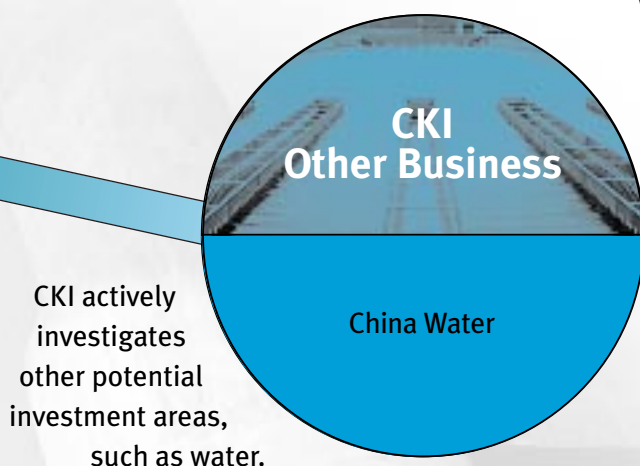 CKI
Other Business
China Water
CKI actively
investigates
other potential
investment areas,
such as water.